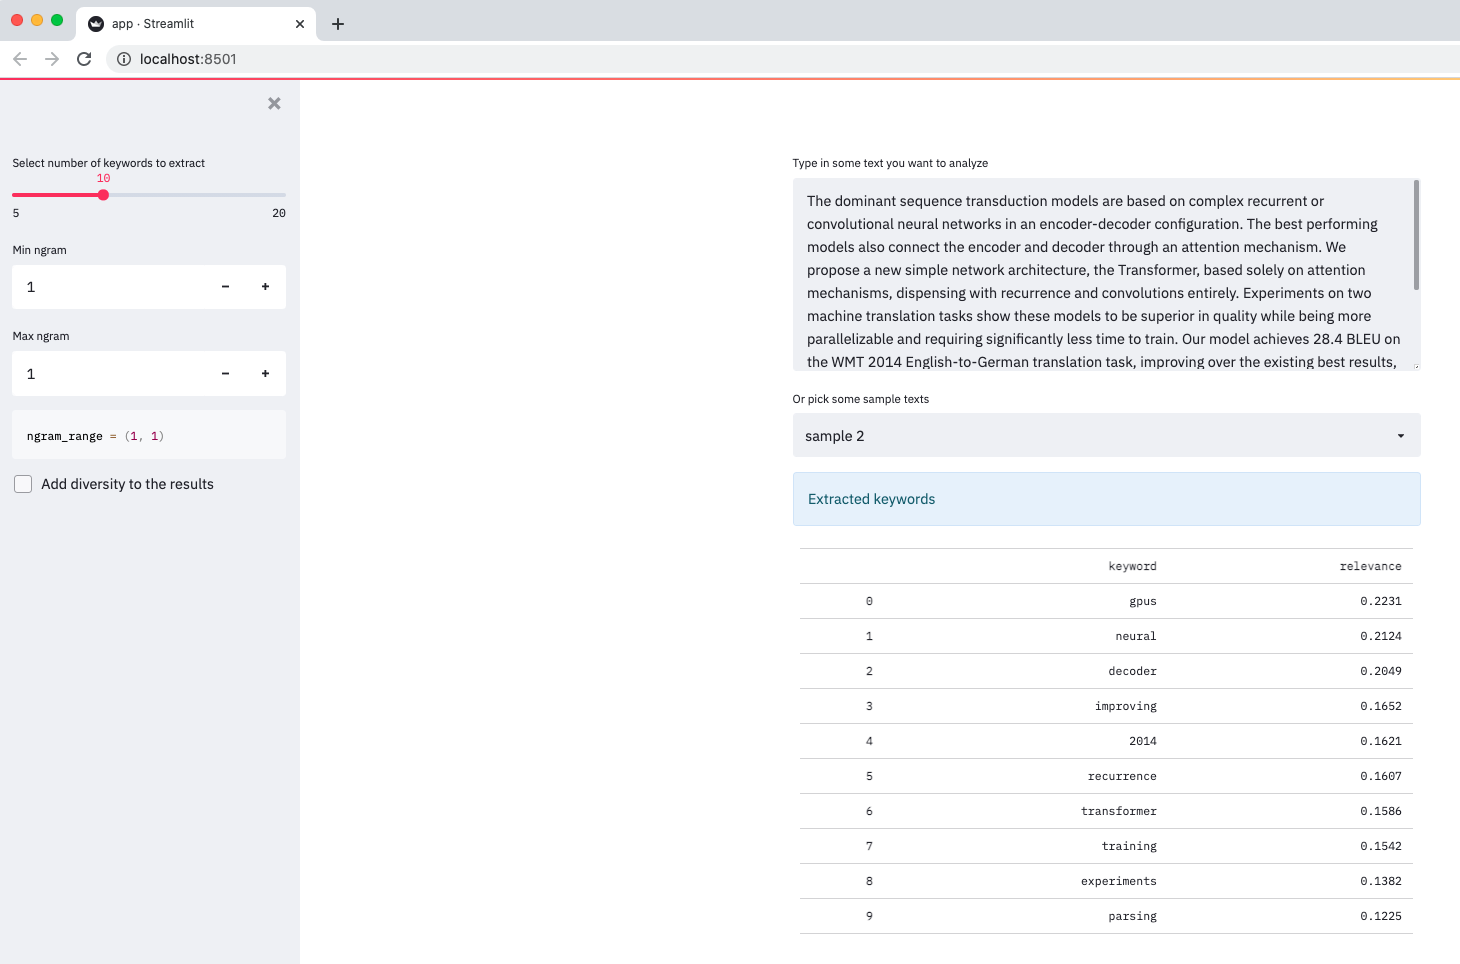 app · Streamlit
localhost:8501
Select number of keywords to extract
10
5 20
Min ngram
1 - +
Max ngram
1 - +
ngram_range = (1, 1)
Add diversity to the results
Type in some text you want to analyze
The dominant sequence transduction models are based on complex recurrent or
convolutional neural networks in an encoder-decoder configuration. The best performing
models also connect the encoder and decoder through an attention mechanism. We
propose a new simple network architecture, the Transformer, based solely on attention
mechanisms, dispensing with recurrence and convolutions entirely. Experiments on two
machine translation tasks show these models to be superior in quality while being more
parallelizable and requiring significantly less time to train. Our model achieves 28.4 BLEU on
the WMT 2014 English-to-German translation task, improving over the existing best results,
Or pick some sample texts
sample 2
Extracted keywords
keyword relevance
0 gpus 0.2231
1 neural 0.2124
2 decoder 0.2049
3 improving 0.1652
4 2014 0.1621
5 recurrence 0.1607
6 transformer 0.1586
7 training 0.1542
8 experiments 0.1382
9 parsing 0.1225